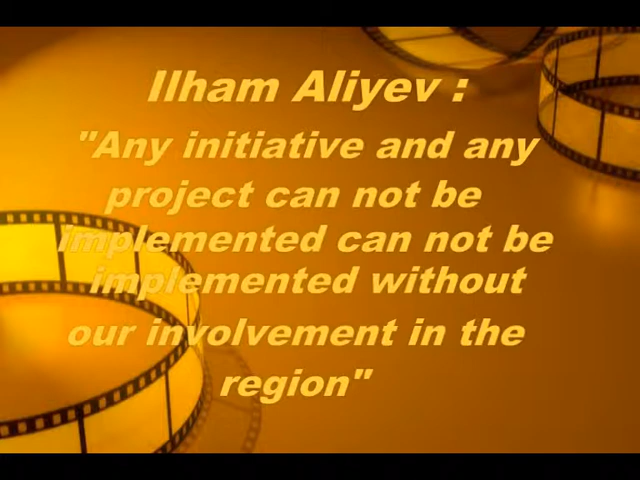 Ilham Aliyev :
"Any initiative and any
project can not be
implemented can not be
implemented without
our involvement in the
region"